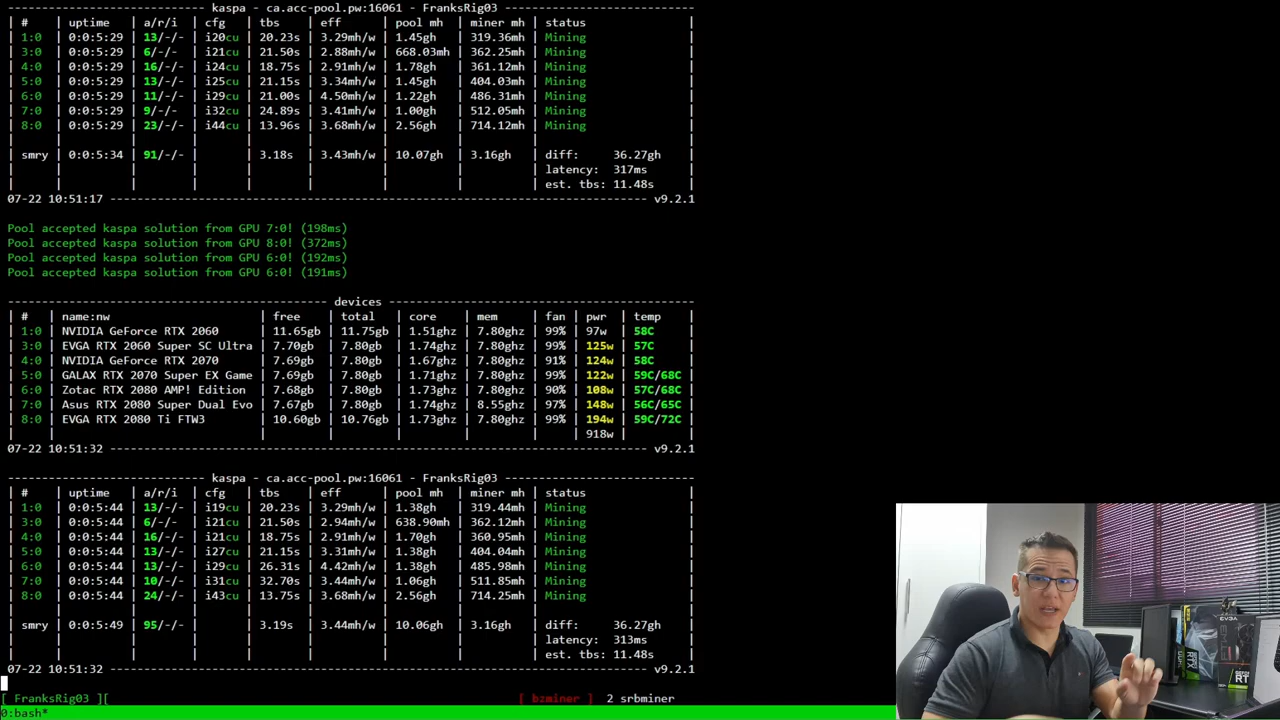 kaspa - ca.acc-pool.pw:16061 - FranksRig03
# | uptime | a/r/i | cfg | tbs | eff | pool mh | miner mh | status
1:0 | 0:0:5:29 | 13/-/- | i20cu | 20.23s | 3.29mh/w | 1.45gh | 319.36mh | Mining
3:0 | 0:0:5:29 | 6/-/- | i21cu | 21.50s | 2.88mh/w | 668.03mh | 362.25mh | Mining
4:0 | 0:0:5:29 | 16/-/- | i24cu | 18.75s | 2.91mh/w | 1.78gh | 361.12mh | Mining
5:0 | 0:0:5:29 | 13/-/- | i25cu | 21.15s | 3.34mh/w | 1.45gh | 404.03mh | Mining
6:0 | 0:0:5:29 | 11/-/- | i29cu | 21.00s | 4.50mh/w | 1.22gh | 486.31mh | Mining
7:0 | 0:0:5:29 | 9/-/- | i32cu | 24.89s | 3.41mh/w | 1.00gh | 512.05mh | Mining
8:0 | 0:0:5:29 | 23/-/- | i44cu | 13.96s | 3.68mh/w | 2.56gh | 714.12mh | Mining
smry | 0:0:5:34 | 91/-/- | | 3.18s | 3.43mh/w | 10.07gh | 3.16gh | diff: 36.27gh
latency: 317ms
est. tbs: 11.48s
07-22 10:51:17 v9.2.1
Pool accepted kaspa solution from GPU 7:0! (198ms)
Pool accepted kaspa solution from GPU 8:0! (372ms)
Pool accepted kaspa solution from GPU 6:0! (192ms)
Pool accepted kaspa solution from GPU 6:0! (191ms)
devices
# | name:nw | free | total | core | mem | fan | pwr | temp
1:0 | NVIDIA GeForce RTX 2060 | 11.65gb | 11.75gb | 1.51ghz | 7.80ghz | 99% | 97w | 58C
3:0 | EVGA RTX 2060 Super SC Ultra | 7.70gb | 7.80gb | 1.74ghz | 7.80ghz | 99% | 125w | 57C
4:0 | NVIDIA GeForce RTX 2070 | 7.69gb | 7.80gb | 1.67ghz | 7.80ghz | 91% | 124w | 58C
5:0 | GALAX RTX 2070 Super EX Game | 7.69gb | 7.80gb | 1.71ghz | 7.80ghz | 99% | 122w | 59C/68C
6:0 | Zotac RTX 2080 AMP! Edition | 7.68gb | 7.80gb | 1.73ghz | 7.80ghz | 90% | 108w | 57C/68C
7:0 | Asus RTX 2080 Super Dual Evo | 7.67gb | 7.80gb | 1.74ghz | 8.55ghz | 97% | 148w | 56C/65C
8:0 | EVGA RTX 2080 Ti FTW3 | 10.60gb | 10.76gb | 1.73ghz | 7.80ghz | 99% | 194w | 59C/72C
918w
07-22 10:51:32 v9.2.1
kaspa - ca.acc-pool.pw:16061 - FranksRig03
# | uptime | a/r/i | cfg | tbs | eff | pool mh | miner mh | status
1:0 | 0:0:5:44 | 13/-/- | i19cu | 20.23s | 3.29mh/w | 1.38gh | 319.44mh | Mining
3:0 | 0:0:5:44 | 6/-/- | i21cu | 21.50s | 2.94mh/w | 638.90mh | 362.12mh | Mining
4:0 | 0:0:5:44 | 16/-/- | i21cu | 18.75s | 2.91mh/w | 1.70gh | 360.95mh | Mining
5:0 | 0:0:5:44 | 13/-/- | i27cu | 21.15s | 3.31mh/w | 1.38gh | 404.04mh | Mining
6:0 | 0:0:5:44 | 13/-/- | i29cu | 26.31s | 4.42mh/w | 1.38gh | 485.98mh | Mining
7:0 | 0:0:5:44 | 10/-/- | i31cu | 32.70s | 3.44mh/w | 1.06gh | 511.85mh | Mining
8:0 | 0:0:5:44 | 24/-/- | i43cu | 13.75s | 3.68mh/w | 2.56gh | 714.25mh | Mining
smry | 0:0:5:49 | 95/-/- | | 3.19s | 3.44mh/w | 10.06gh | 3.16gh | diff: 36.27gh
latency: 313ms
est. tbs: 11.48s
07-22 10:51:32 v9.2.1
[ FranksRig03 ][ [ bzminer ] 2 srbminer
0:bash*
EVGA
RT